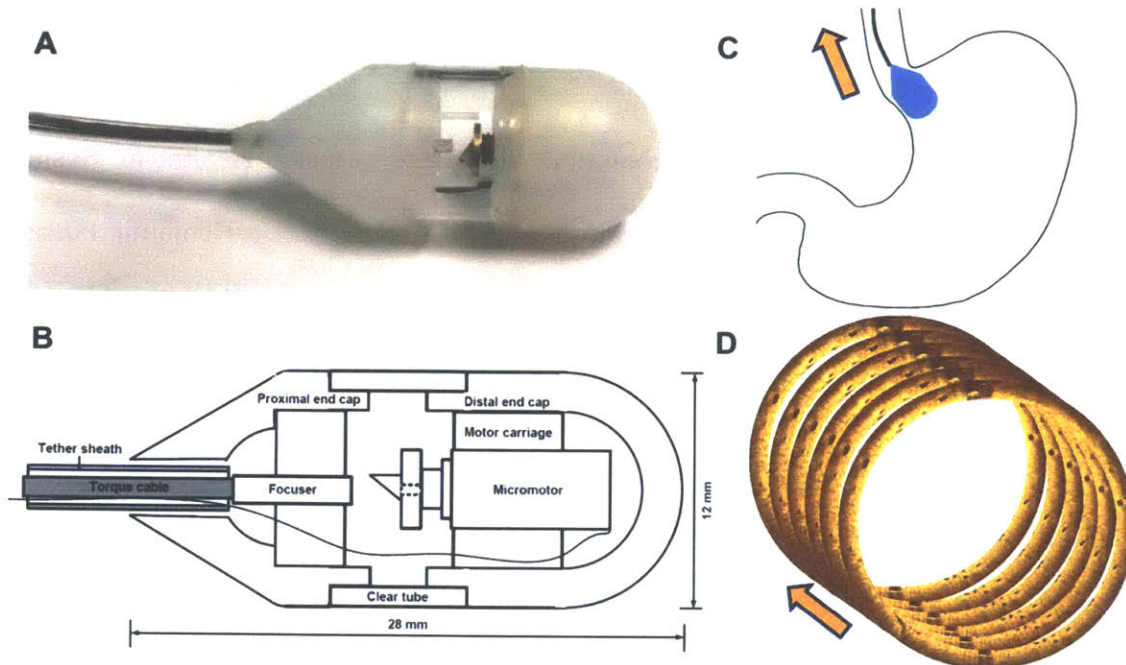 A
C
B
Proximal end cap
Distal end cap
Motor carriage
Tether sheath
Torque cable
Focuser
Micromotor
12 mm
Clear tube
28 mm
D